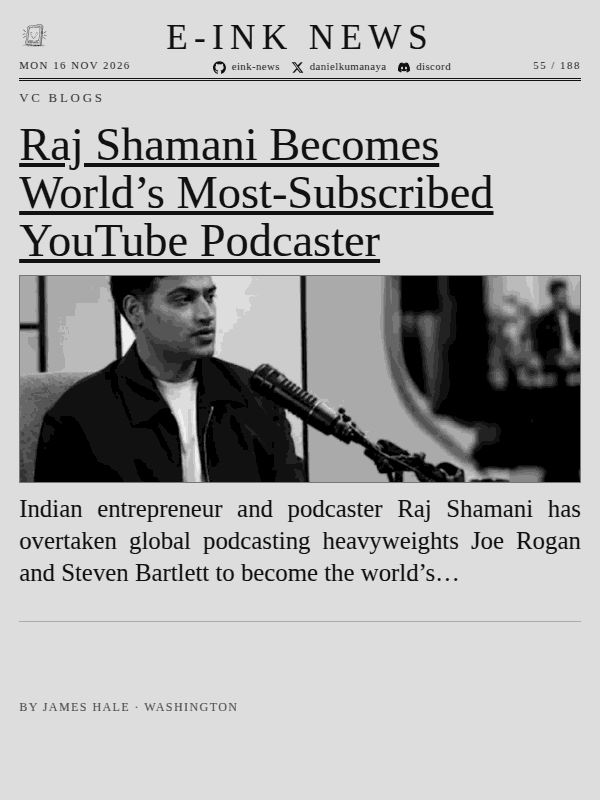 E-INK NEWS
MON 16 NOV 2026
eink-news danielkumanaya discord
55 / 188
VC BLOGS
Raj Shamani Becomes
World’s Most-Subscribed
YouTube Podcaster
Indian entrepreneur and podcaster Raj Shamani has
overtaken global podcasting heavyweights Joe Rogan
and Steven Bartlett to become the world’s…
BY JAMES HALE · WASHINGTON